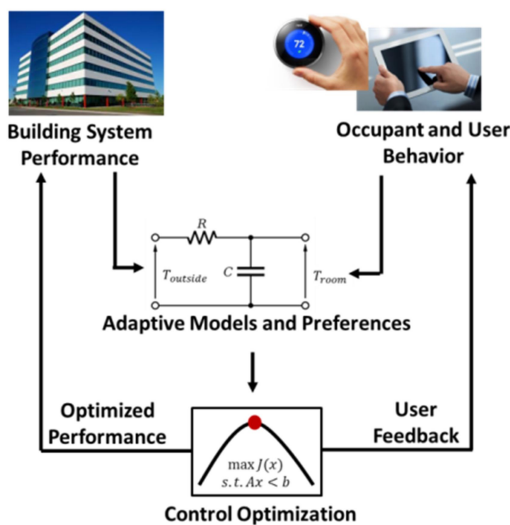 72
Building System
Performance
Occupant and User
Behavior
R
T_outside
C
T_room
Adaptive Models and Preferences
Optimized
Performance
User
Feedback
max J(x)
s.t. Ax < b
Control Optimization